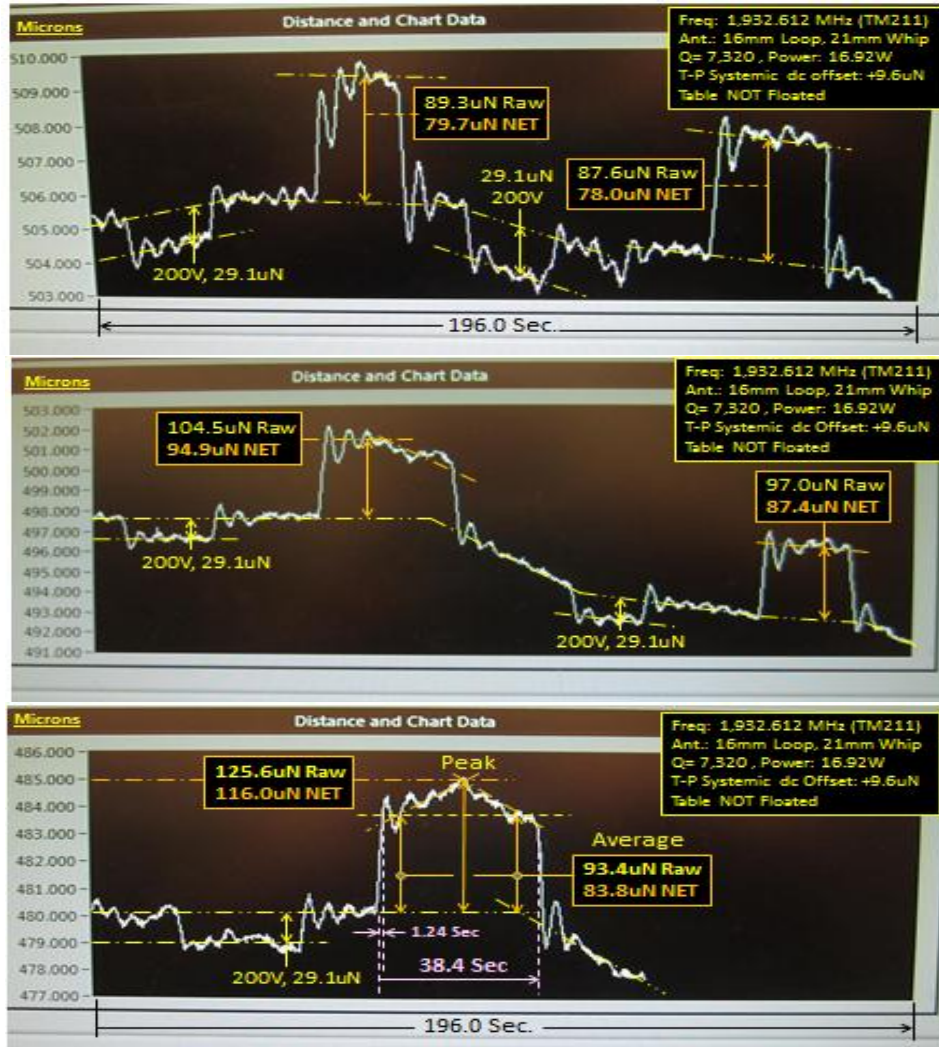 Microns
Distance and Chart Data
Freq: 1,932.612 MHz (TM211)
Ant.: 16mm Loop, 21mm Whip
Q= 7,320 , Power: 16.92W
T-P Systemic dc offset: +9.6uN
Table NOT Floated
510.000
509.000
508.000
506.000
505.000
504.000
503.000
89.3uN Raw
79.7uN NET
29.1uN
200V
87.6uN Raw
78.0uN NET
200V, 29.1uN
196.0 Sec.
Microns
Distance and Chart Data
Freq: 1,932.612 MHz (TM211)
Ant.: 16mm Loop, 21mm Whip
Q= 7,320 , Power: 16.92W
T-P Systemic dc Offset: +9.6uN
Table NOT Floated
503.000
502.000
501.000
500.000
499.000
498.000
497.000
496.000
495.000
493.000
492.000
491.000
104.5uN Raw
94.9uN NET
97.0uN Raw
87.4uN NET
200V, 29.1uN
200V, 29.1uN
Microns
Distance and Chart Data
Freq: 1,932.612 MHz (TM211)
Ant.: 16mm Loop, 21mm Whip
Q= 7,320 , Power: 16.92W
T-P Systemic dc Offset: +9.6uN
Table NOT Floated
486.000
485.000
484.000
483.000
481.000
480.000
479.000
478.000
477.000
125.6uN Raw
116.0uN NET
Peak
Average
93.4uN Raw
83.8uN NET
1.24 Sec
38.4 Sec
200V, 29.1uN
196.0 Sec.